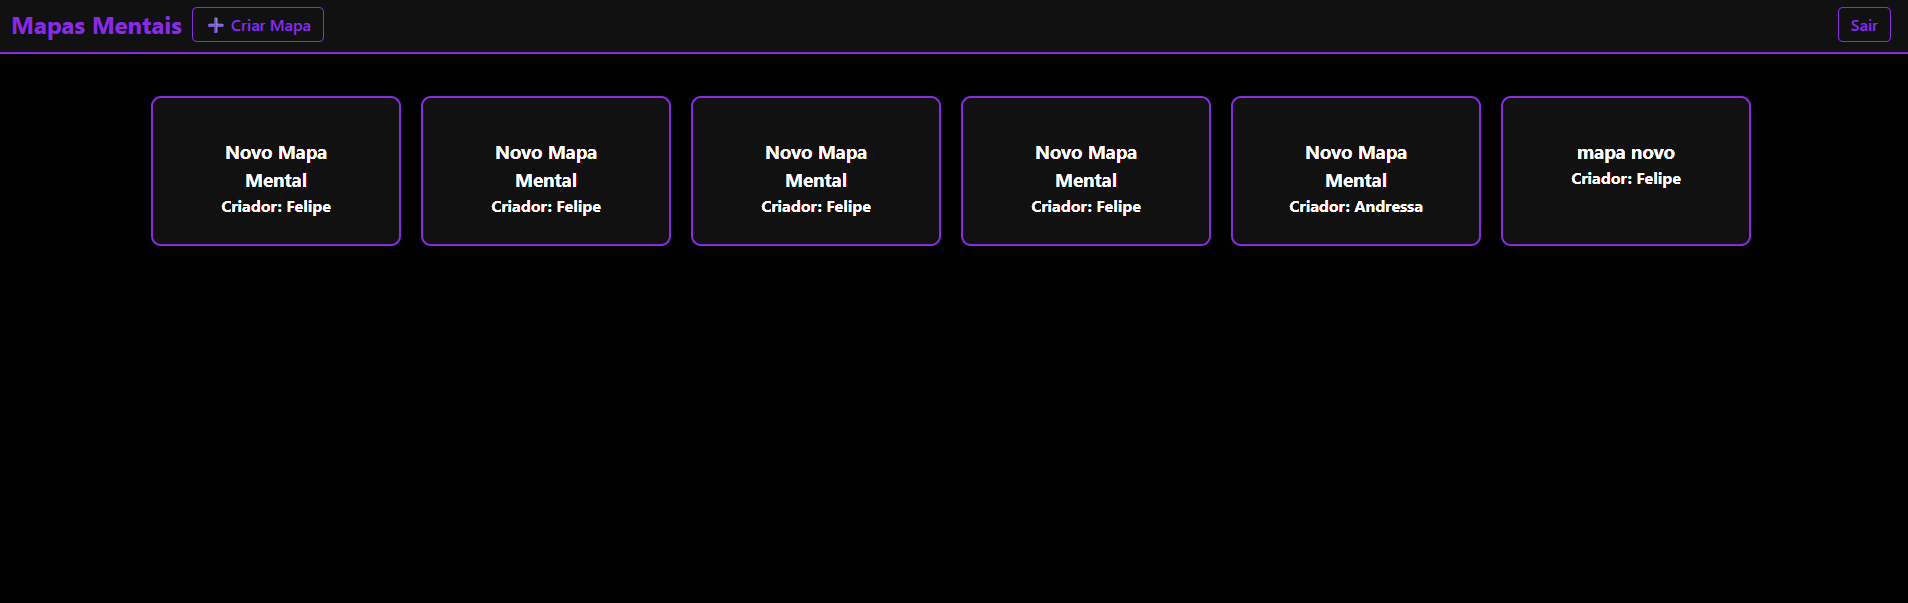 Mapas Mentais
Criar Mapa
Sair
Novo Mapa
Mental
Criador: Felipe
Novo Mapa
Mental
Criador: Felipe
Novo Mapa
Mental
Criador: Felipe
Novo Mapa
Mental
Criador: Felipe
Novo Mapa
Mental
Criador: Andressa
mapa novo
Criador: Felipe